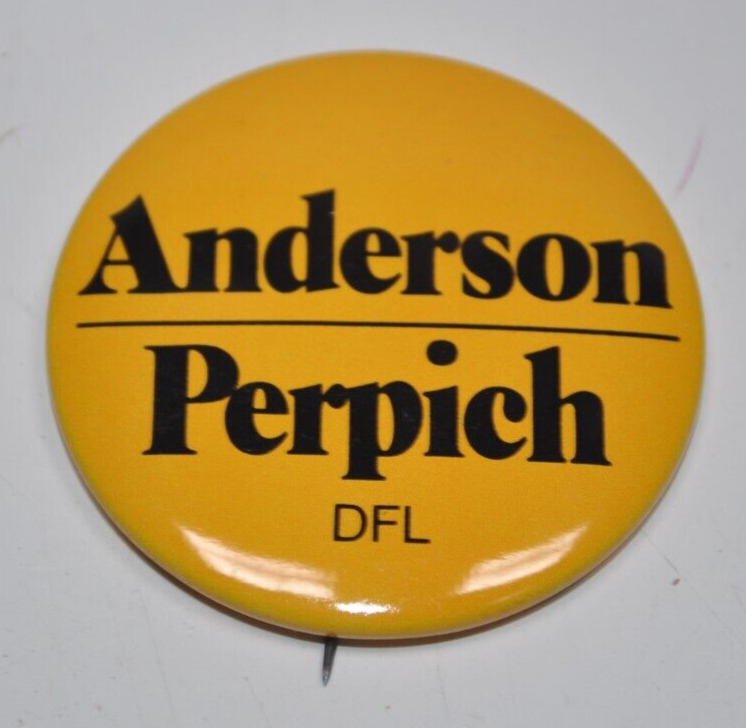 Anderson
Perpich
DFL